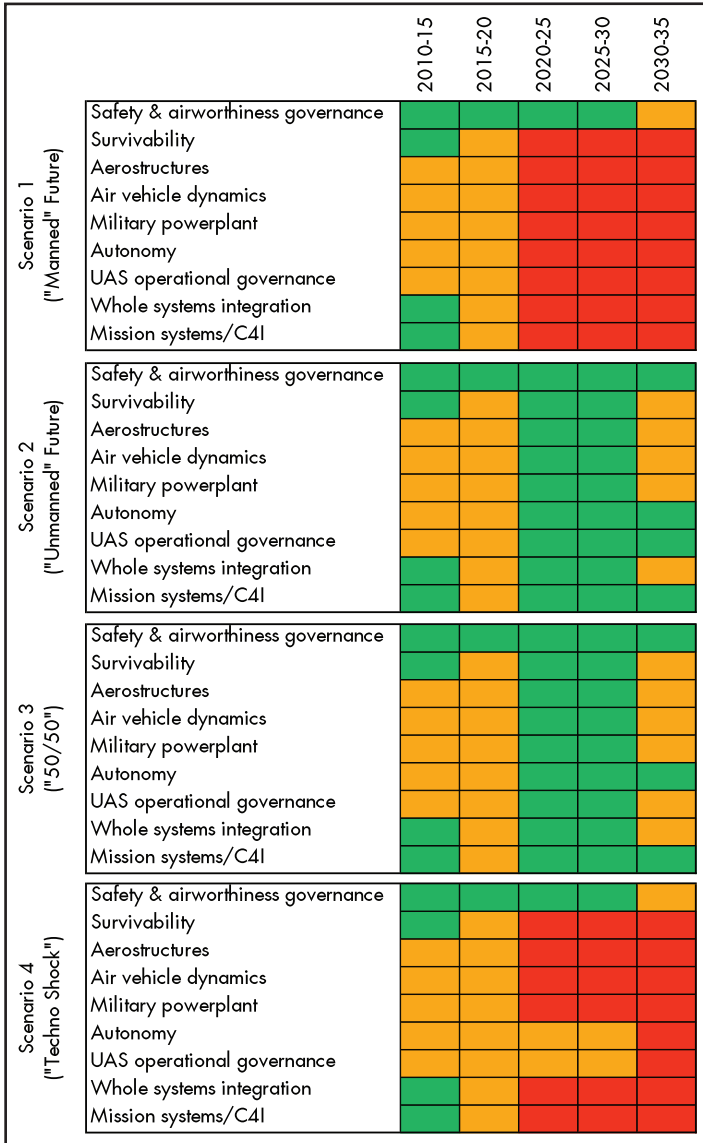 2010-15
2015-20
2020-25
2025-30
2030-35
Scenario 1
("Manned" Future)
Safety & airworthiness governance
Survivability
Aerostructures
Air vehicle dynamics
Military powerplant
Autonomy
UAS operational governance
Whole systems integration
Mission systems/C4I
Scenario 2
("Unmanned" Future)
Safety & airworthiness governance
Survivability
Aerostructures
Air vehicle dynamics
Military powerplant
Autonomy
UAS operational governance
Whole systems integration
Mission systems/C4I
Scenario 3
("50/50")
Safety & airworthiness governance
Survivability
Aerostructures
Air vehicle dynamics
Military powerplant
Autonomy
UAS operational governance
Whole systems integration
Mission systems/C4I
Scenario 4
("Techno Shock")
Safety & airworthiness governance
Survivability
Aerostructures
Air vehicle dynamics
Military powerplant
Autonomy
UAS operational governance
Whole systems integration
Mission systems/C4I